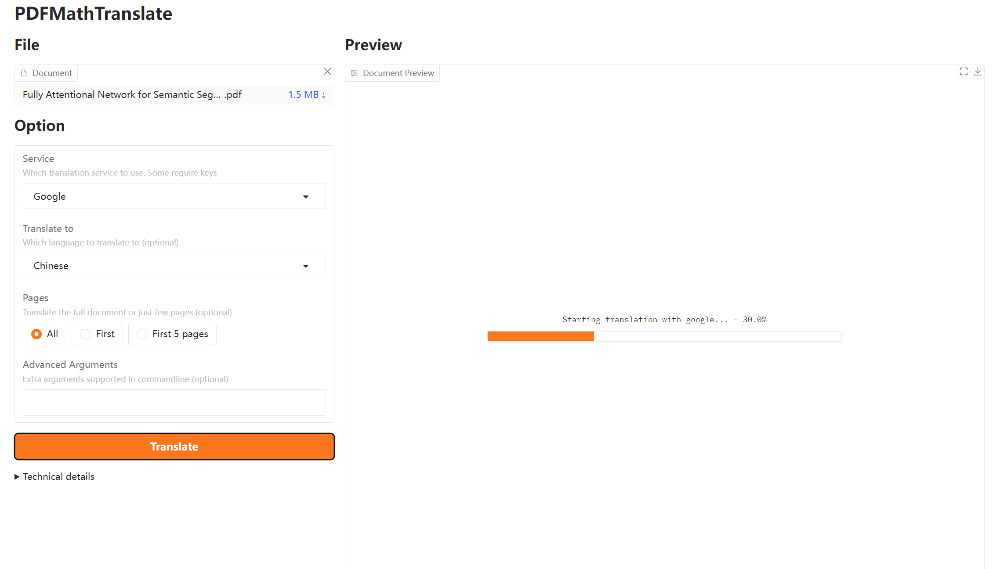 PDFMathTranslate
File
Document
Fully Attentional Network for Semantic Seg... .pdf 1.5 MB ↓
Option
Service
Which translation service to use. Some require keys
Google
Translate to
Which language to translate to (optional)
Chinese
Pages
Translate the full document or just few pages (optional)
All First First 5 pages
Advanced Arguments
Extra arguments supported in commandline (optional)
Translate
Technical details
Preview
Document Preview
Starting translation with google... - 30.0%